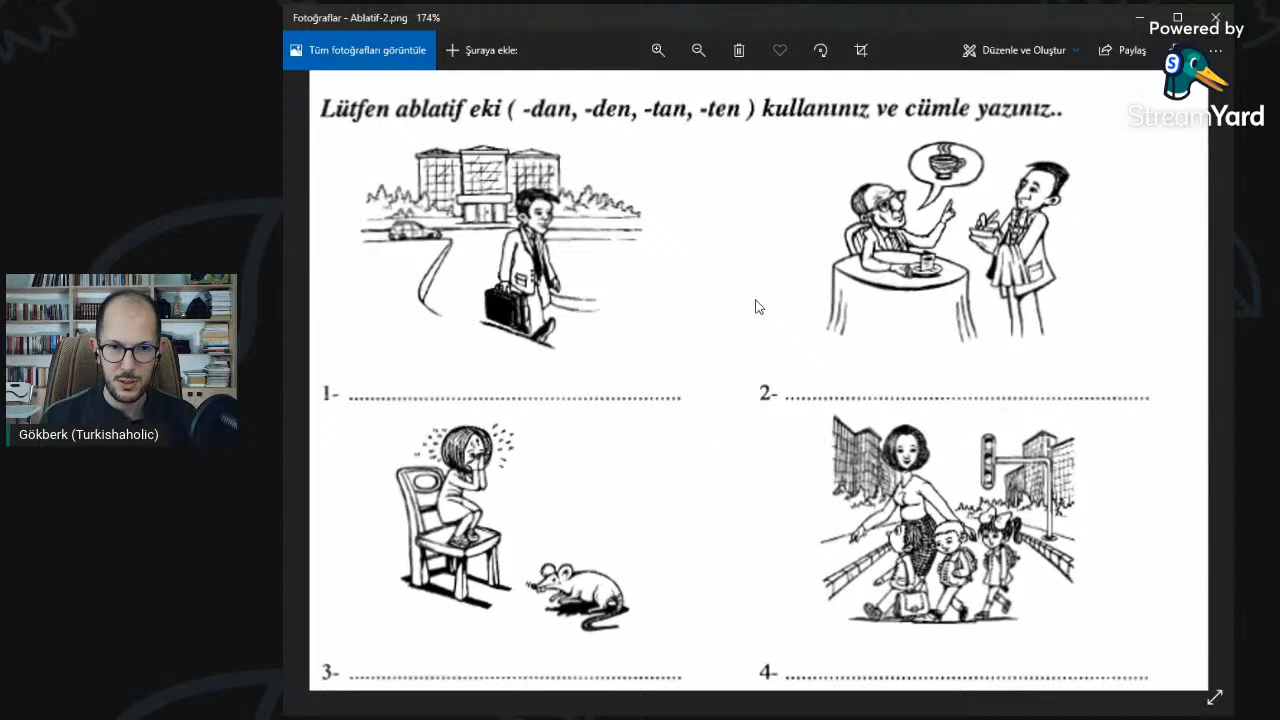 Fotoğraflar - Ablatif-2.png 174%
Powered by
StreamYard
Tüm fotoğrafları görüntüle
Şuraya ekle:
Düzenle ve Oluştur
Paylaş
Lütfen ablatif eki ( -dan, -den, -tan, -ten ) kullanınız ve cümle yazınız..
1- ..........................................................................
2- ..........................................................................
3- ..........................................................................
4- ..........................................................................
Gökberk (Turkishaholic)
S